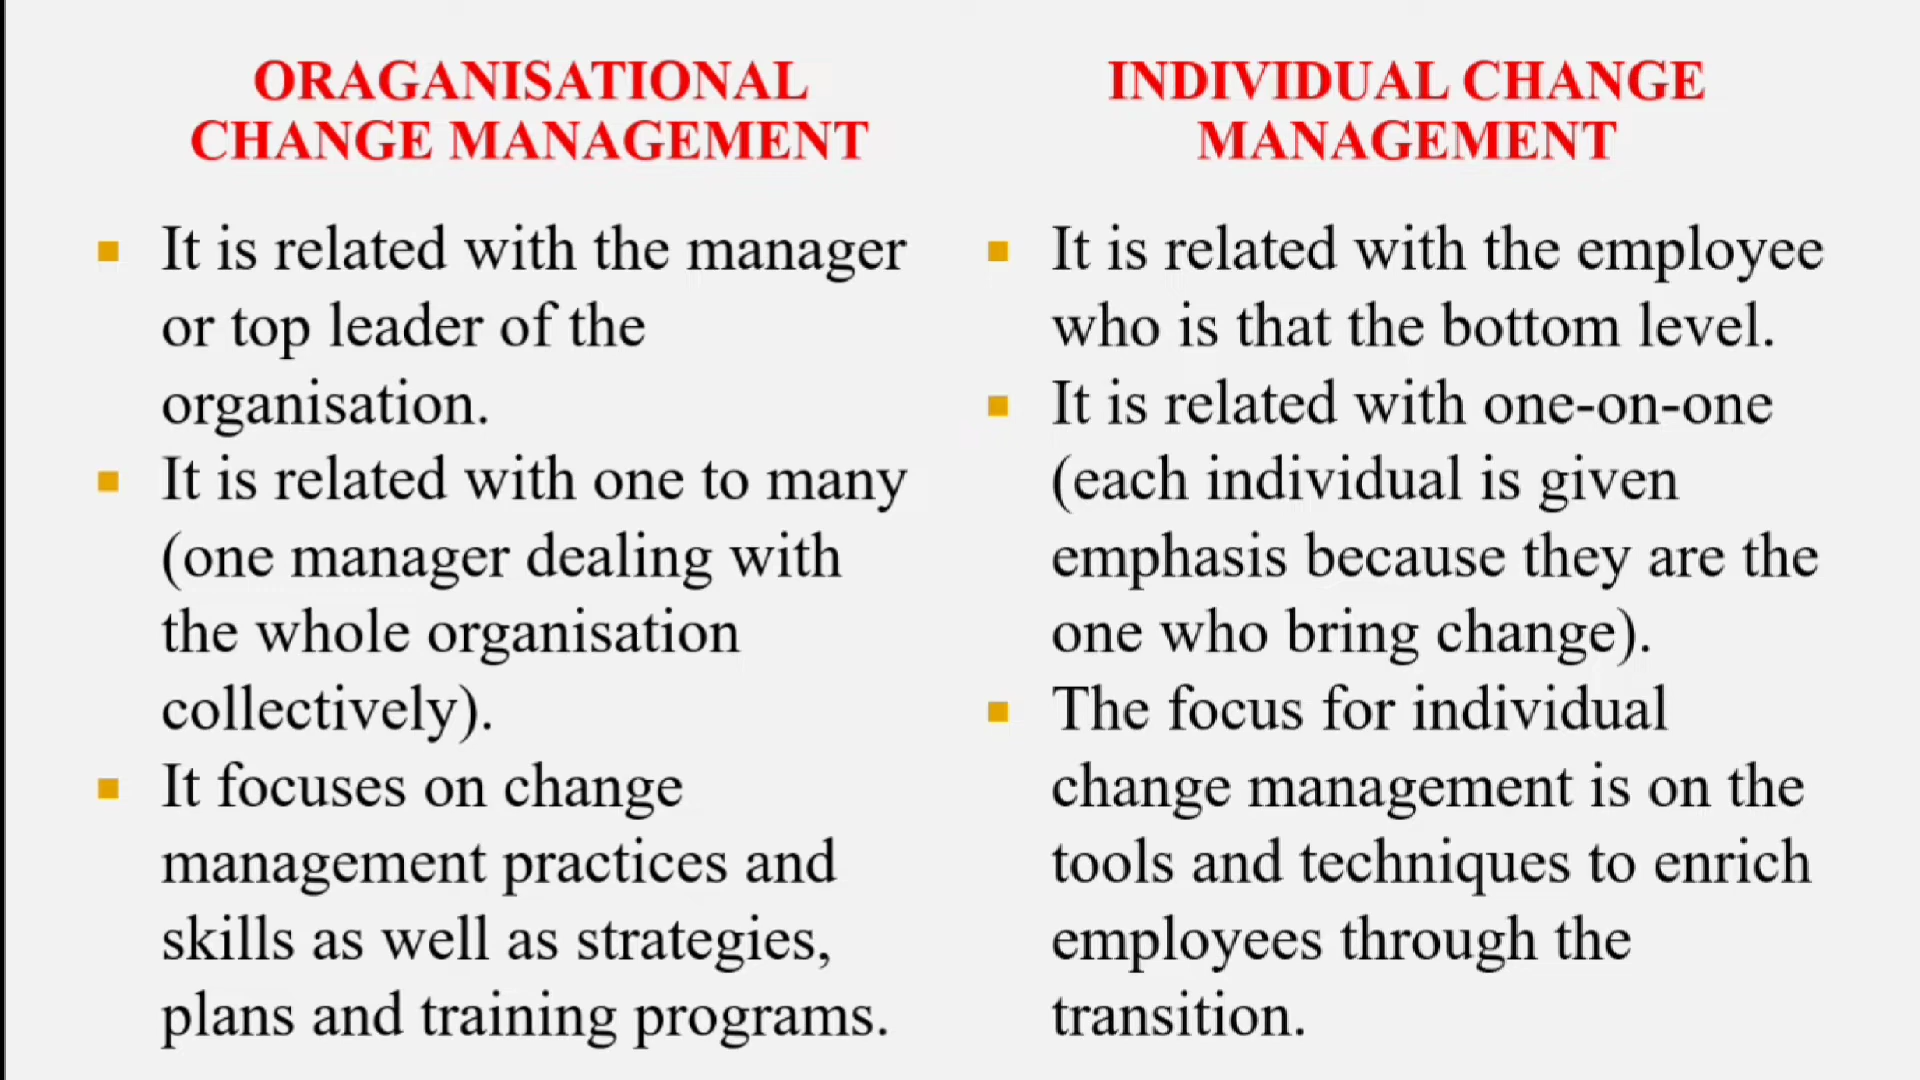 ORAGANISATIONAL
CHANGE MANAGEMENT
It is related with the manager
or top leader of the
organisation.
It is related with one to many
(one manager dealing with
the whole organisation
collectively).
It focuses on change
management practices and
skills as well as strategies,
plans and training programs.
INDIVIDUAL CHANGE
MANAGEMENT
It is related with the employee
who is that the bottom level.
It is related with one-on-one
(each individual is given
emphasis because they are the
one who bring change).
The focus for individual
change management is on the
tools and techniques to enrich
employees through the
transition.